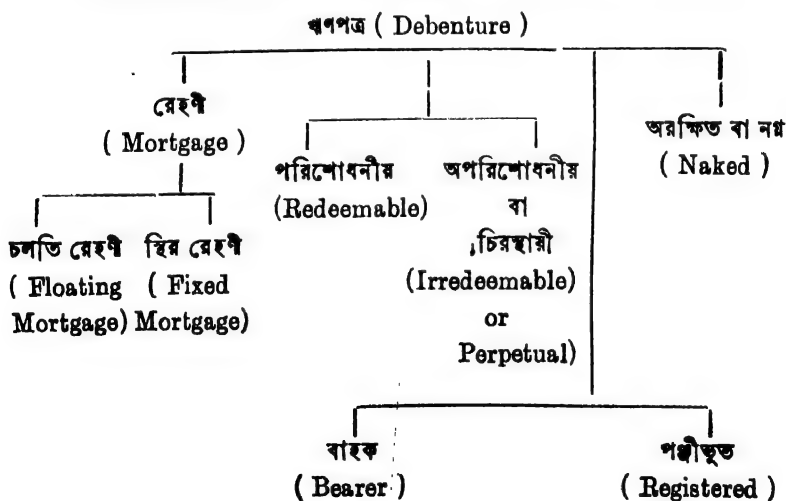 ঋণপত্র ( Debenture )
রেহণী
( Mortgage )
অরক্ষিত বা নগ্ন
( Naked )
পরিশোধনীয়
(Redeemable)
অপরিশোধনীয়
বা
চিরস্থায়ী
(Irredeemable)
or
Perpetual)
চলতি রেহণী
( Floating
Mortgage)
স্থির রেহণী
( Fixed
Mortgage)
বাহক
( Bearer )
পঞ্জীভূত
( Registered )